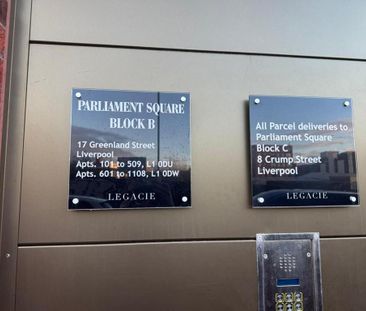 PARLIAMENT SQUARE
BLOCK B
17 Greenland Street
Liverpool
Apts. 101 to 509, L1 0DU
Apts. 601 to 1108, L1 0DW
LEGACIE
All Parcel deliveries to
Parliament Square
Block C
8 Crump Street
Liverpool
LEGACIE